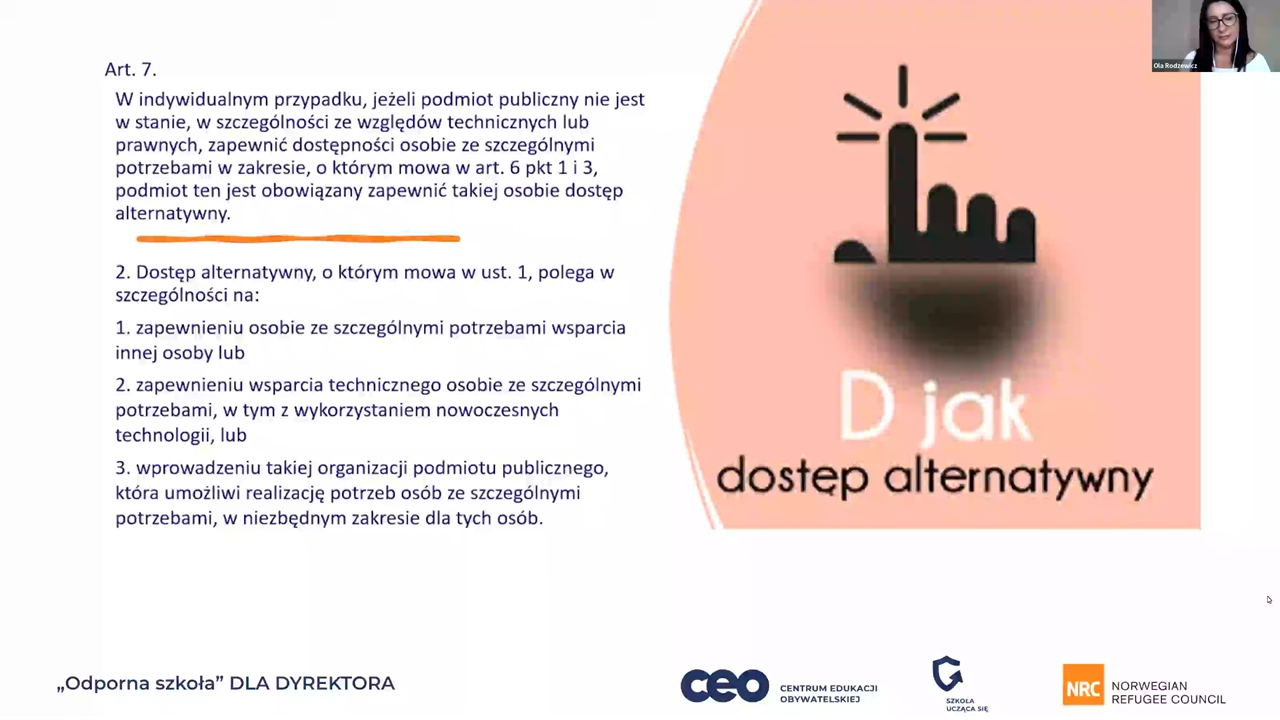 Ola Rodzewicz
Art. 7.
W indywidualnym przypadku, jeżeli podmiot publiczny nie jest
w stanie, w szczególności ze względów technicznych lub
prawnych, zapewnić dostępności osobie ze szczególnymi
potrzebami w zakresie, o którym mowa w art. 6 pkt 1 i 3,
podmiot ten jest obowiązany zapewnić takiej osobie dostęp
alternatywny.
2. Dostęp alternatywny, o którym mowa w ust. 1, polega w
szczególności na:
1. zapewnieniu osobie ze szczególnymi potrzebami wsparcia
innej osoby lub
2. zapewnieniu wsparcia technicznego osobie ze szczególnymi
potrzebami, w tym z wykorzystaniem nowoczesnych
technologii, lub
3. wprowadzeniu takiej organizacji podmiotu publicznego,
która umożliwi realizację potrzeb osób ze szczególnymi
potrzebami, w niezbędnym zakresie dla tych osób.
D jak
dostęp alternatywny
„Odporna szkoła” DLA DYREKTORA
ceo
CENTRUM EDUKACJI
OBYWATELSKIEJ
SZKOŁA
UCZĄCA SIĘ
NRC
NORWEGIAN
REFUGEE COUNCIL